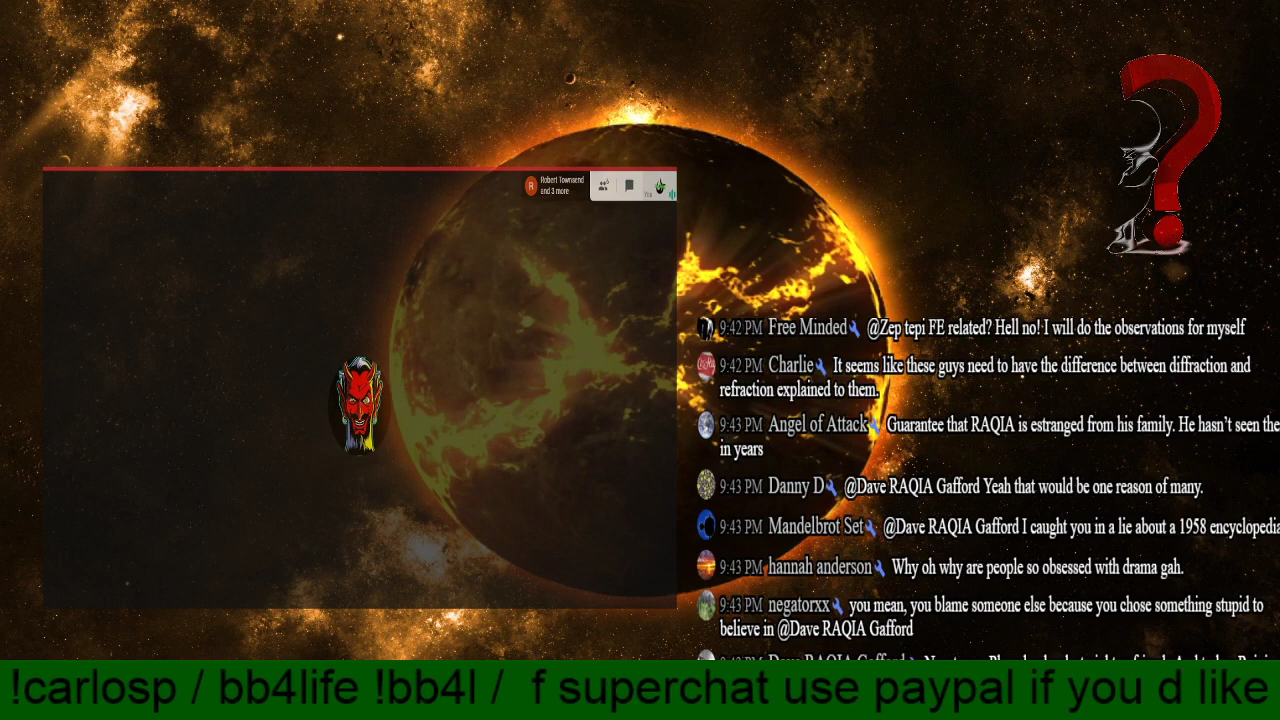 Robert Townsend
and 3 more
R
You
9:42 PM Free Minded @Zep tepi FE related? Hell no! I will do the observations for myself
9:42 PM Charlie It seems like these guys need to have the difference between diffraction and
refraction explained to them.
9:43 PM Angel of Attack Guarantee that RAQIA is estranged from his family. He hasn't seen the
in years
9:43 PM Danny D @Dave RAQIA Gafford Yeah that would be one reason of many.
9:43 PM Mandelbrot Set @Dave RAQIA Gafford I caught you in a lie about a 1958 encyclopedia
9:43 PM hannah anderson Why oh why are people so obsessed with drama gah.
9:43 PM negatorxx you mean, you blame someone else because you chose something stupid to
believe in @Dave RAQIA Gafford
!carlosp / bb4life !bb4l / f superchat use paypal if you d like